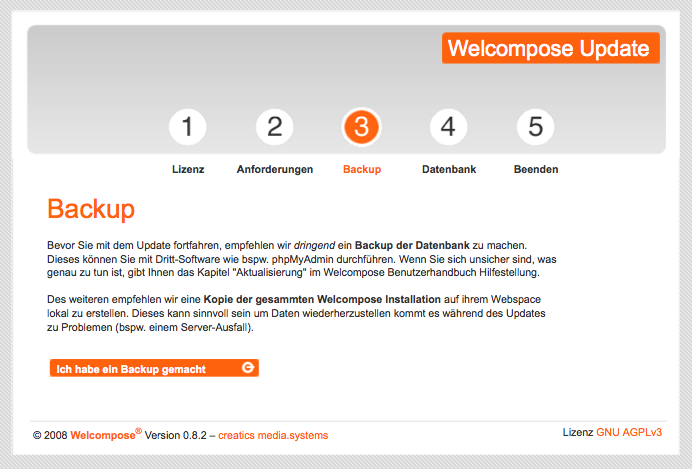 Welcompose Update
1 2 3 4 5
Lizenz Anforderungen Backup Datenbank Beenden
Backup
Bevor Sie mit dem Update fortfahren, empfehlen wir dringend ein Backup der Datenbank zu machen.
Dieses können Sie mit Dritt-Software wie bspw. phpMyAdmin durchführen. Wenn Sie sich unsicher sind, was
genau zu tun ist, gibt Ihnen das Kapitel "Aktualisierung" im Welcompose Benutzerhandbuch Hilfestellung.
Des weiteren empfehlen wir eine Kopie der gesammten Welcompose Installation auf ihrem Webspace
lokal zu erstellen. Dieses kann sinnvoll sein um Daten wiederherzustellen kommt es während des Updates
zu Problemen (bspw. einem Server-Ausfall).
Ich habe ein Backup gemacht
© 2008 Welcompose® Version 0.8.2 – creatics media.systems
Lizenz GNU AGPLv3